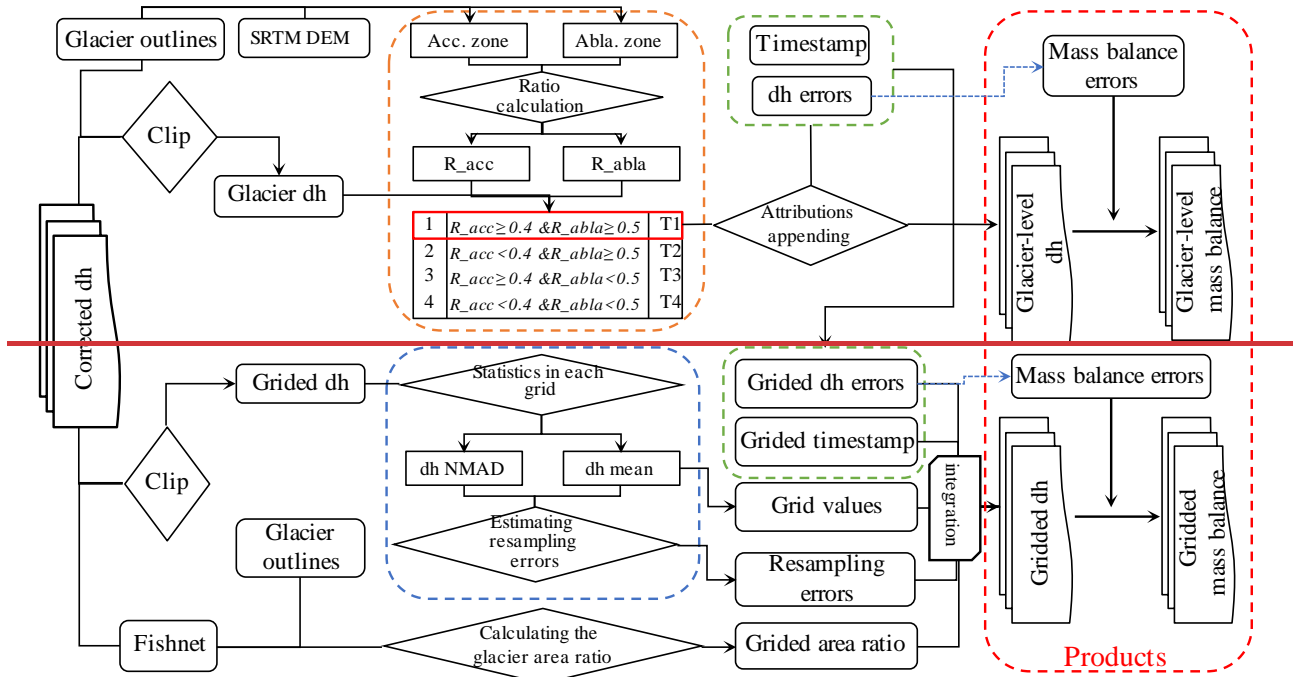 Glacier outlines
SRTM DEM
Acc. zone
Abla. zone
Ratio
calculation
R_acc
R_abla
Clip
Glacier dh
1 R_acc≥0.4 &R_abla≥0.5 T1
2 R_acc<0.4 &R_abla≥0.5 T2
3 R_acc≥0.4 &R_abla<0.5 T3
4 R_acc<0.4 &R_abla<0.5 T4
Timestamp
dh errors
Attributions
appending
Mass balance
errors
Glacier-level
dh
Glacier-level
mass balance
Corrected dh
Grided dh
Statistics in each
grid
dh NMAD
dh mean
Clip
Estimating
resampling
errors
Glacier
outlines
Fishnet
Calculating the
glacier area ratio
Grided dh errors
Grided timestamp
Grid values
Resampling
errors
Grided area ratio
integration
Mass balance errors
Gridded dh
Gridded
mass balance
Products